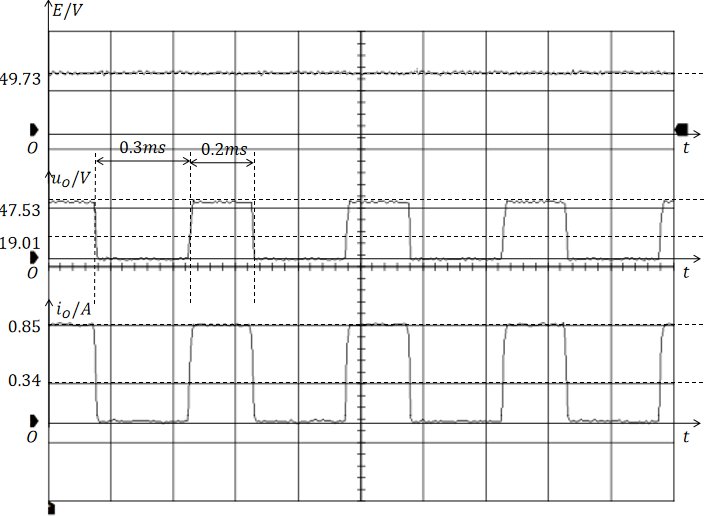 E/V
49.73
O
t
0.3ms
0.2ms
u_O/V
47.53
19.01
O
t
i_O/A
0.85
0.34
O
t